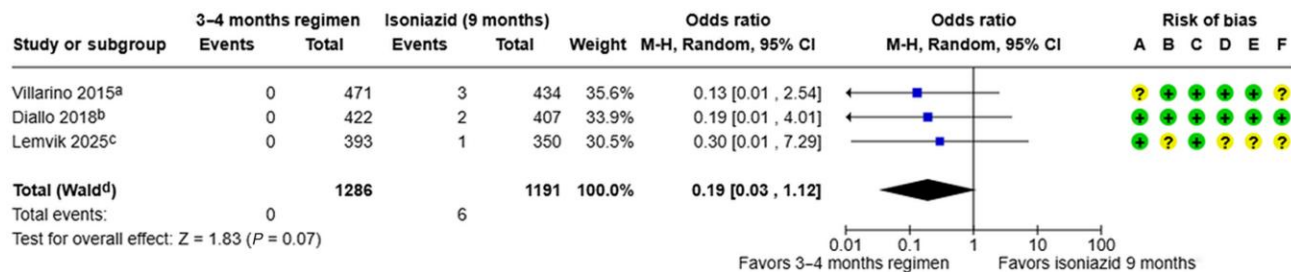 3–4 months regimen Isoniazid (9 months) Odds ratio Odds ratio Risk of bias
Study or subgroup Events Total Events Total Weight M-H, Random, 95% CI M-H, Random, 95% CI A B C D E F
Villarino 2015ᵃ 0 471 3 434 35.6% 0.13 [0.01 , 2.54] ? + + + + ?
Diallo 2018ᵇ 0 422 2 407 33.9% 0.19 [0.01 , 4.01] + + + + + +
Lemvik 2025ᶜ 0 393 1 350 30.5% 0.30 [0.01 , 7.29] + ? + ? ? ?
Total (Waldᵈ) 1286 1191 100.0% 0.19 [0.03 , 1.12]
Total events: 0 6
Test for overall effect: Z = 1.83 (P = 0.07)
0.01 0.1 1 10 100
Favors 3–4 months regimen Favors isoniazid 9 months